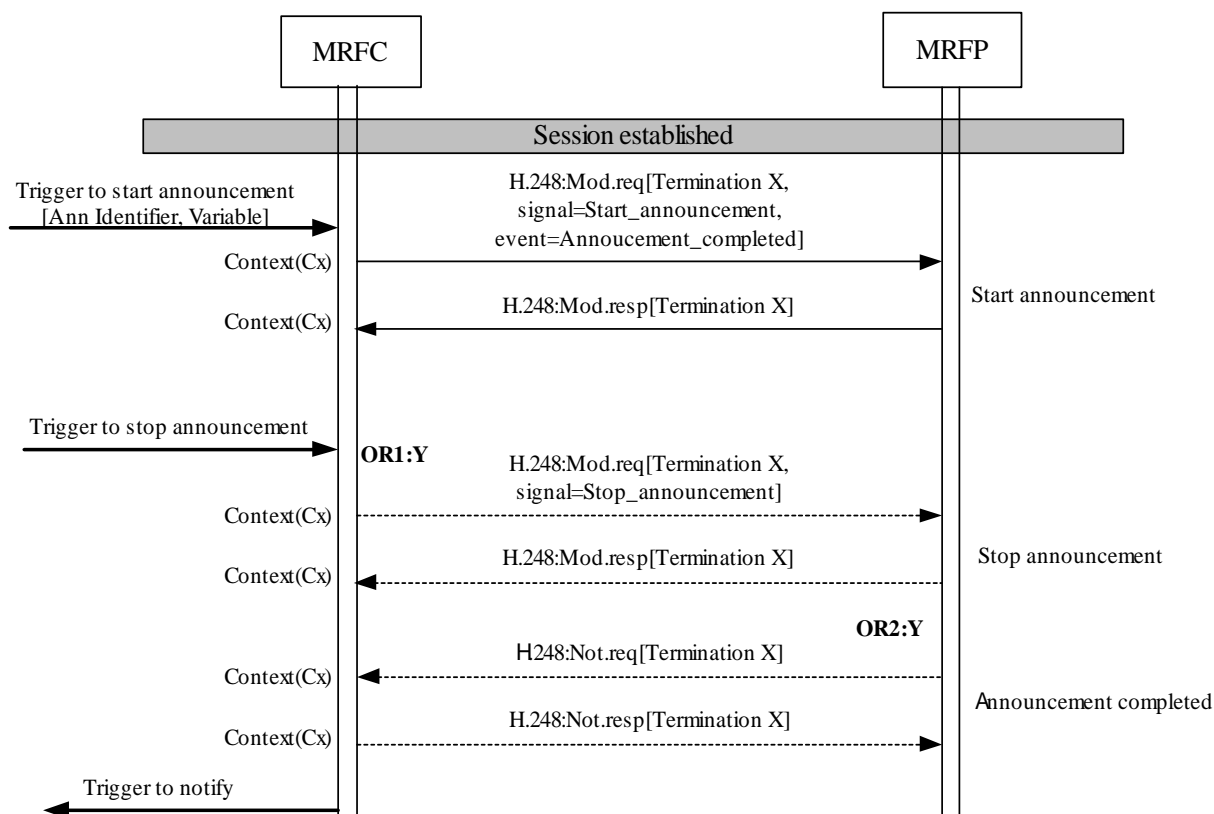 MRFC
MRFP
Session established
Trigger to start announcement
[Ann Identifier, Variable]
H.248:Mod.req[Termination X,
signal=Start_announcement,
event=Annoucement_completed]
Context(Cx)
Start announcement
H.248:Mod.resp[Termination X]
Context(Cx)
Trigger to stop announcement
OR1:Y
H.248:Mod.req[Termination X,
signal=Stop_announcement]
Context(Cx)
H.248:Mod.resp[Termination X]
Stop announcement
Context(Cx)
OR2:Y
H248:Not.req[Termination X]
Context(Cx)
Announcement completed
H.248:Not.resp[Termination X]
Context(Cx)
Trigger to notify